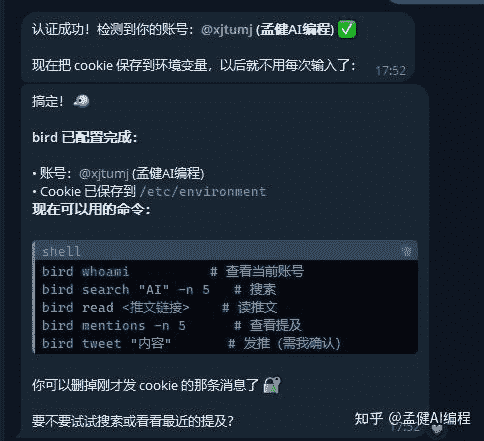 认证成功！检测到你的账号：@xjtumj (孟健AI编程) ✅
现在把 cookie 保存到环境变量，以后就不用每次输入了：
17:52
搞定！
bird 已配置完成：
• 账号：@xjtumj (孟健AI编程)
• Cookie 已保存到 /etc/environment
现在可以用的命令：
shell
bird whoami # 查看当前账号
bird search "AI" -n 5 # 搜索
bird read <推文链接> # 读推文
bird mentions -n 5 # 查看提及
bird tweet "内容" # 发推（需我确认）
你可以删掉刚才发 cookie 的那条消息了 🔐
要不要试试搜索或看看最近的提及？
17:52
知乎 @孟健AI编程